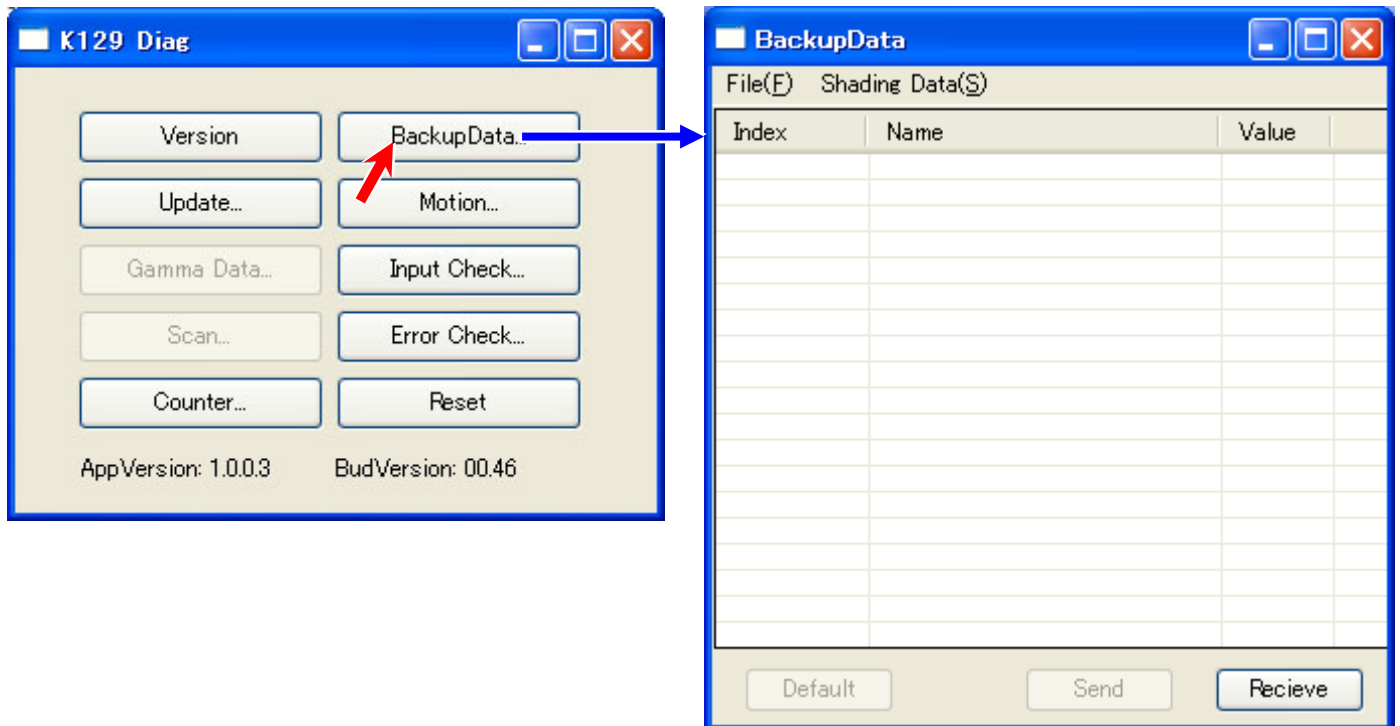 K129 Diag
Version
BackupData...
Update...
Motion...
Gamma Data...
Input Check...
Scan...
Error Check...
Counter...
Reset
AppVersion: 1.0.0.3
BudVersion: 00.46
BackupData
File(F) Shading Data(S)
Index Name Value
Default Send Recieve